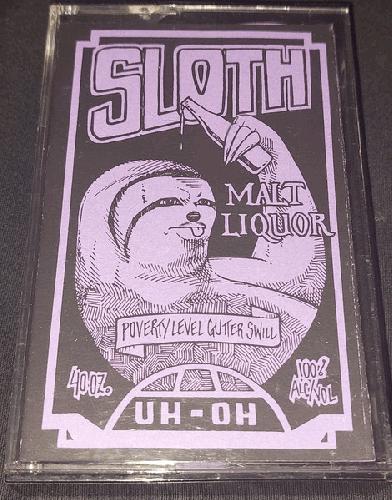 SLOTH
MALT
LIQUOR
POVERTY LEVEL GUTTER SWILL
40 OZ.
100%
ALC/VOL
UH-OH